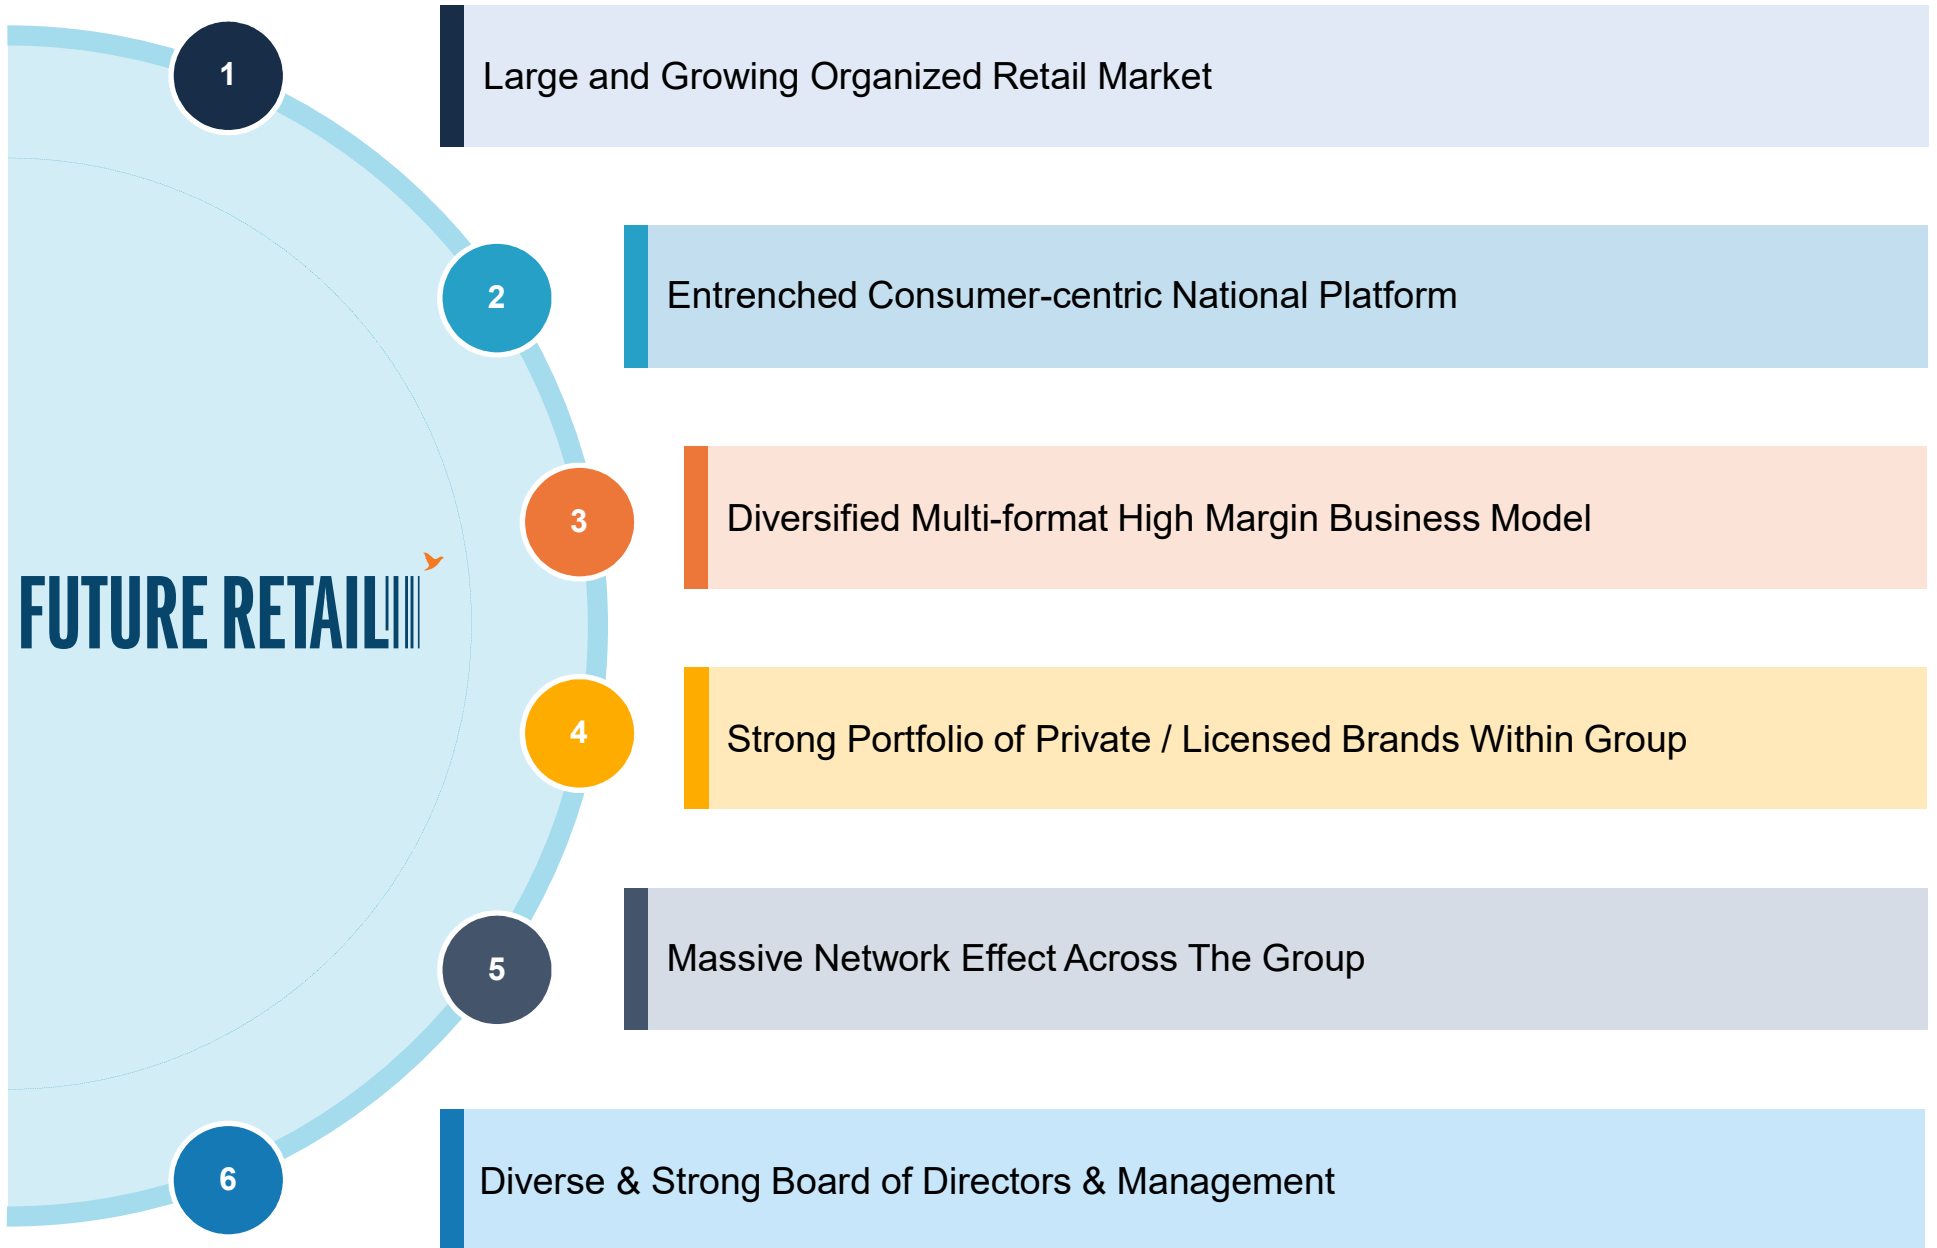 1
Large and Growing Organized Retail Market
2
Entrenched Consumer-centric National Platform
3
Diversified Multi-format High Margin Business Model
FUTURE RETAIL
4
Strong Portfolio of Private / Licensed Brands Within Group
5
Massive Network Effect Across The Group
6
Diverse & Strong Board of Directors & Management